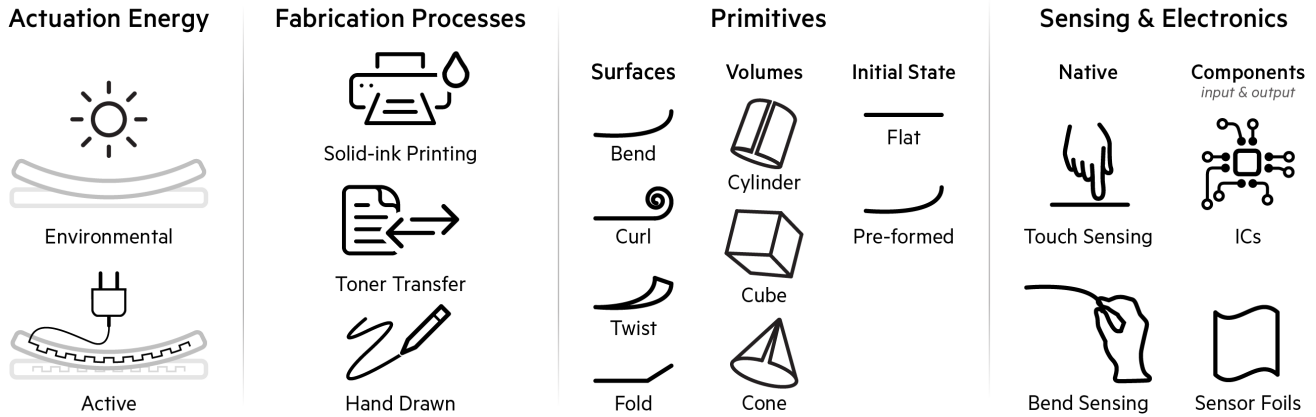 Actuation Energy
Environmental
Active
Fabrication Processes
Solid-ink Printing
Toner Transfer
Hand Drawn
Primitives
Surfaces
Bend
Curl
Twist
Fold
Volumes
Cylinder
Cube
Cone
Initial State
Flat
Pre-formed
Sensing & Electronics
Native
Touch Sensing
Bend Sensing
Components
input & output
ICs
Sensor Foils